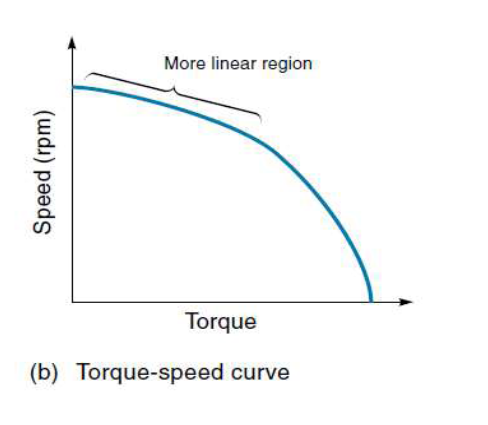 More linear region
Speed (rpm)
Torque
(b) Torque-speed curve